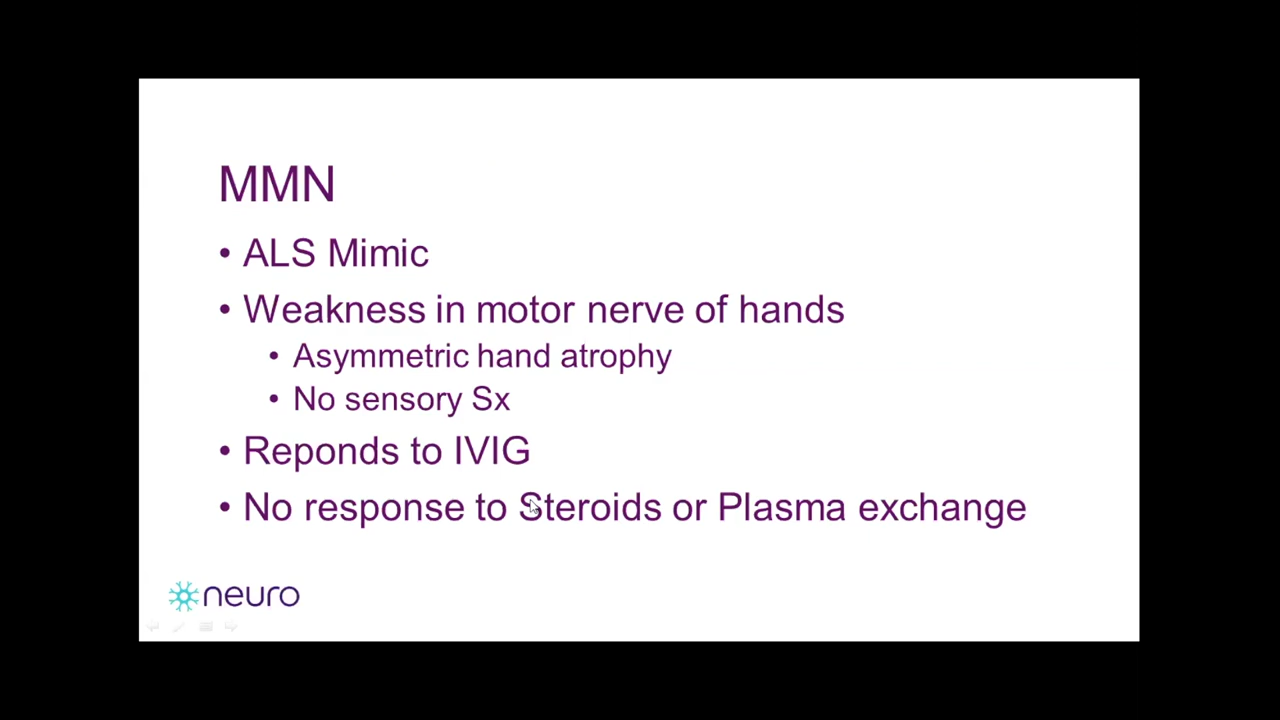 MMN
• ALS Mimic
• Weakness in motor nerve of hands
• Asymmetric hand atrophy
• No sensory Sx
• Reponds to IVIG
• No response to Steroids or Plasma exchange
neuro